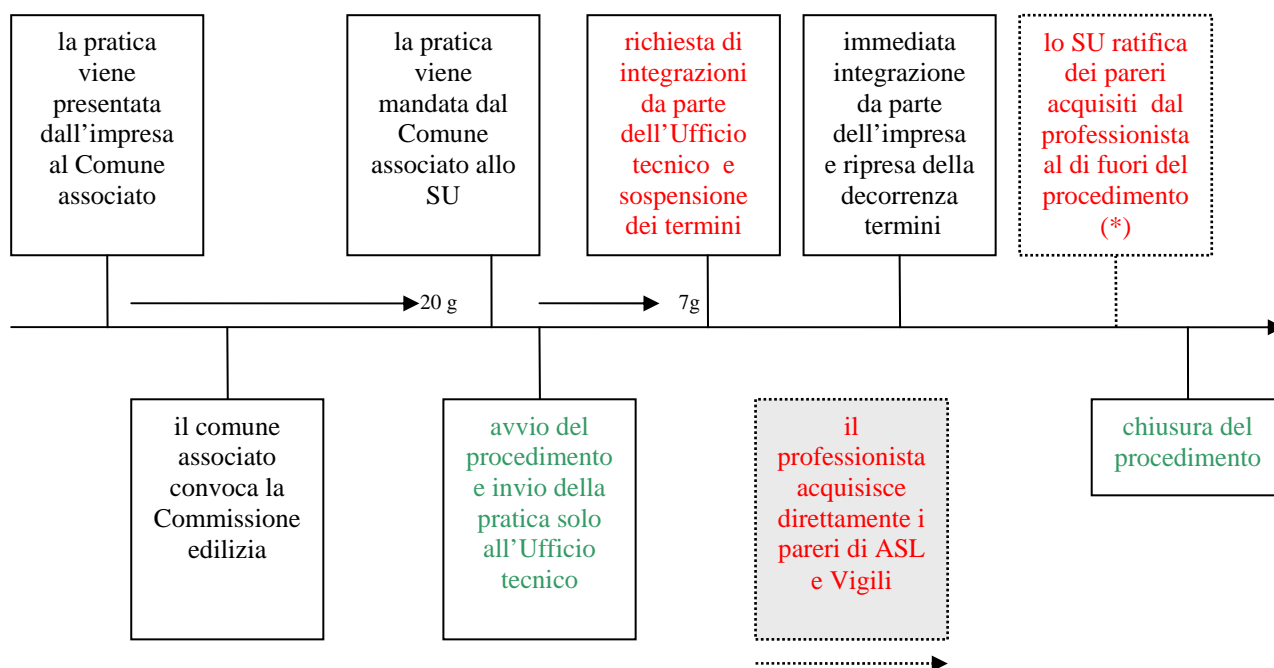 la pratica
viene
presentata
dall’impresa
al Comune
associato
la pratica
viene
mandata dal
Comune
associato allo
SU
richiesta di
integrazioni
da parte
dell’Ufficio
tecnico e
sospensione
dei termini
immediata
integrazione
da parte
dell’impresa
e ripresa della
decorrenza
termini
lo SU ratifica
dei pareri
acquisiti dal
professionista
al di fuori del
procedimento
(*)
20 g
7g
il comune
associato
convoca la
Commissione
edilizia
avvio del
procedimento
e invio della
pratica solo
all’Ufficio
tecnico
il
professionista
acquisisce
direttamente i
pareri di ASL
e Vigili
chiusura del
procedimento